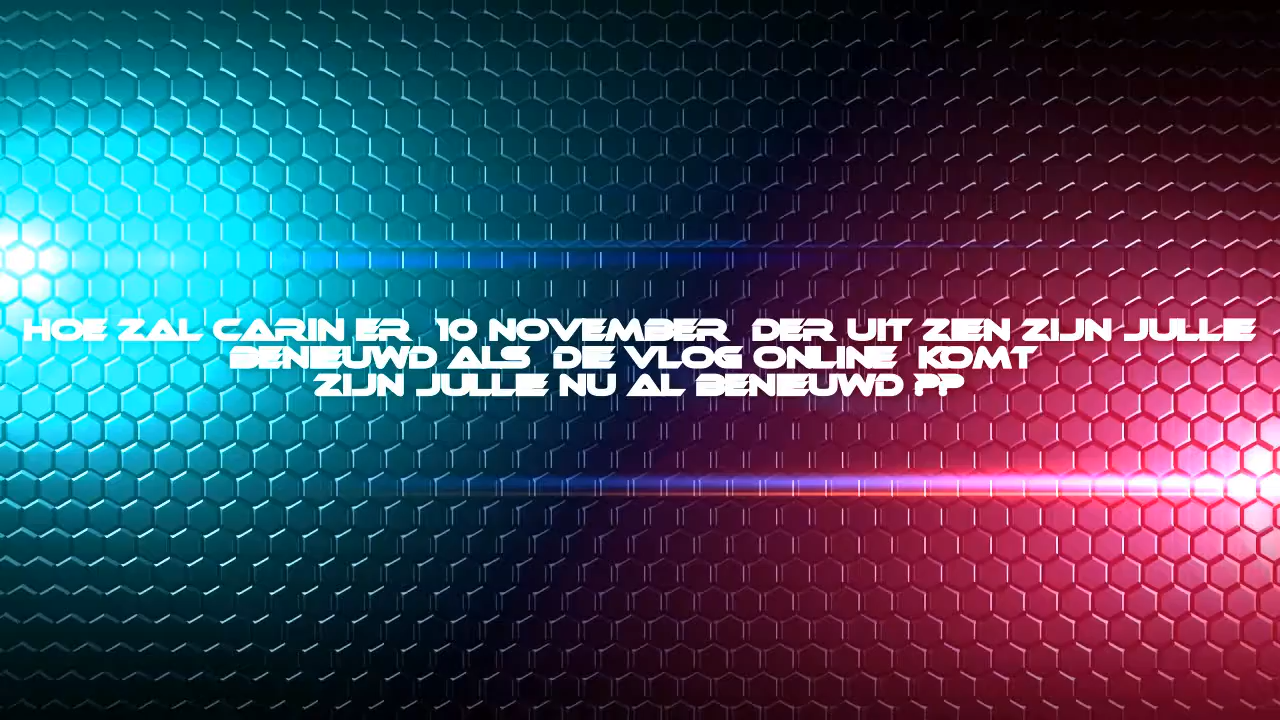 HOE ZAL CARIN ER 10 NOVEMBER DER UIT ZIEN ZIJN JULLIE
BENIEUWD ALS DE VLOG ONLINE KOMT
ZIJN JULLIE NU AL BENIEUWD ??